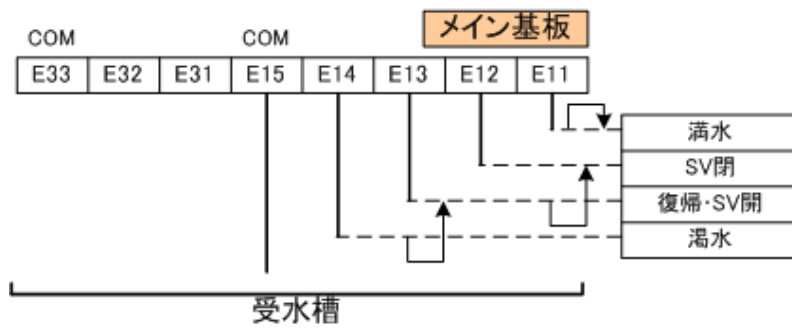 メイン基板
COM COM
E33 E32 E31 E15 E14 E13 E12 E11
満水
SV閉
復帰・SV開
渇水
受水槽